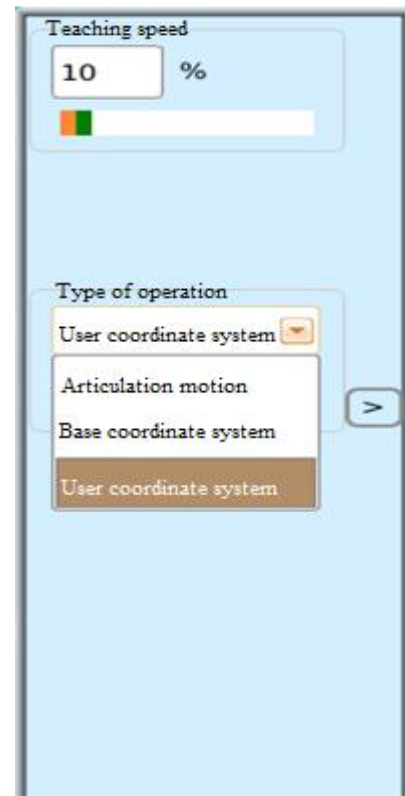 Teaching speed
10 %
Type of operation
User coordinate system
Articulation motion
Base coordinate system
>
User coordinate system